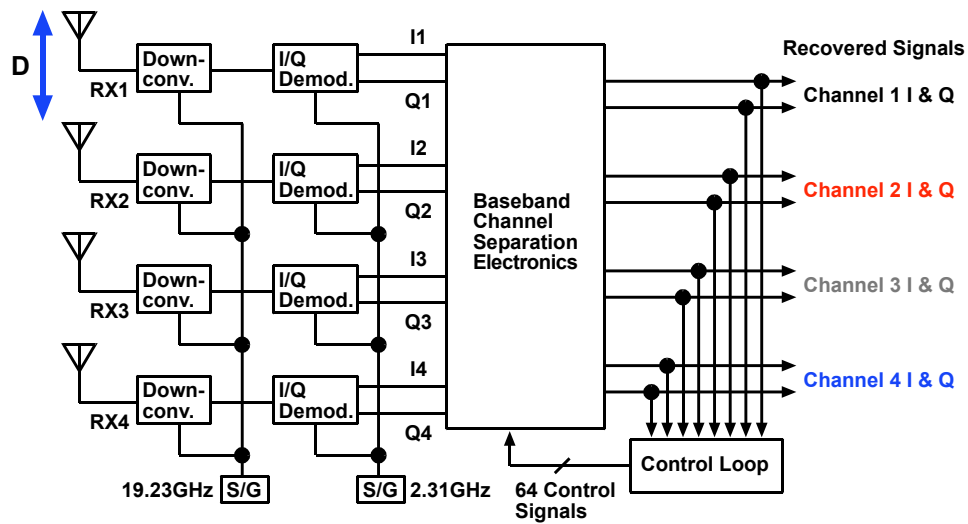 D
RX1
Down-
conv.
I/Q
Demod.
I1
Q1
RX2
Down-
conv.
I/Q
Demod.
I2
Q2
RX3
Down-
conv.
I/Q
Demod.
I3
Q3
RX4
Down-
conv.
I/Q
Demod.
I4
Q4
19.23GHz
S/G
S/G
2.31GHz
Baseband
Channel
Separation
Electronics
Recovered Signals
Channel 1 I & Q
Channel 2 I & Q
Channel 3 I & Q
Channel 4 I & Q
Control Loop
64 Control
Signals